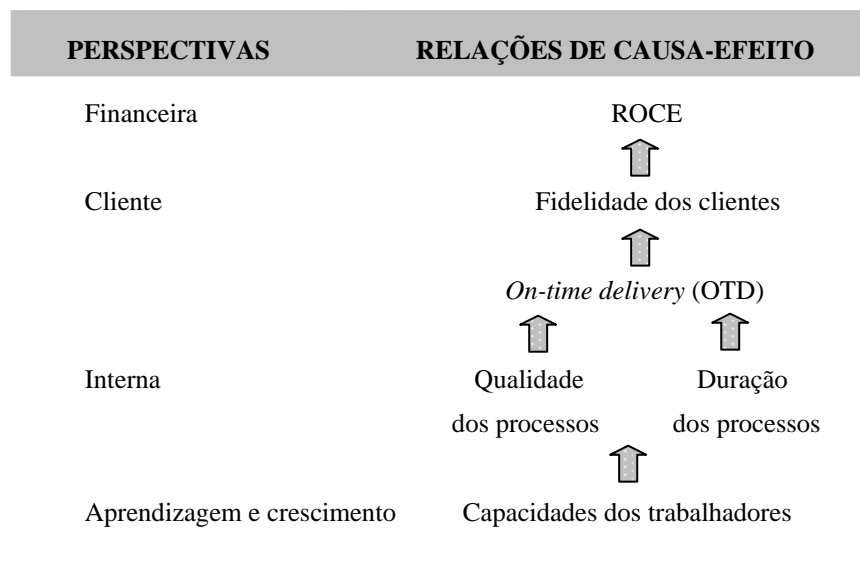 PERSPECTIVAS RELAÇÕES DE CAUSA-EFEITO
Financeira ROCE
Cliente Fidelidade dos clientes
On-time delivery (OTD)
Interna Qualidade Duração
dos processos dos processos
Aprendizagem e crescimento Capacidades dos trabalhadores